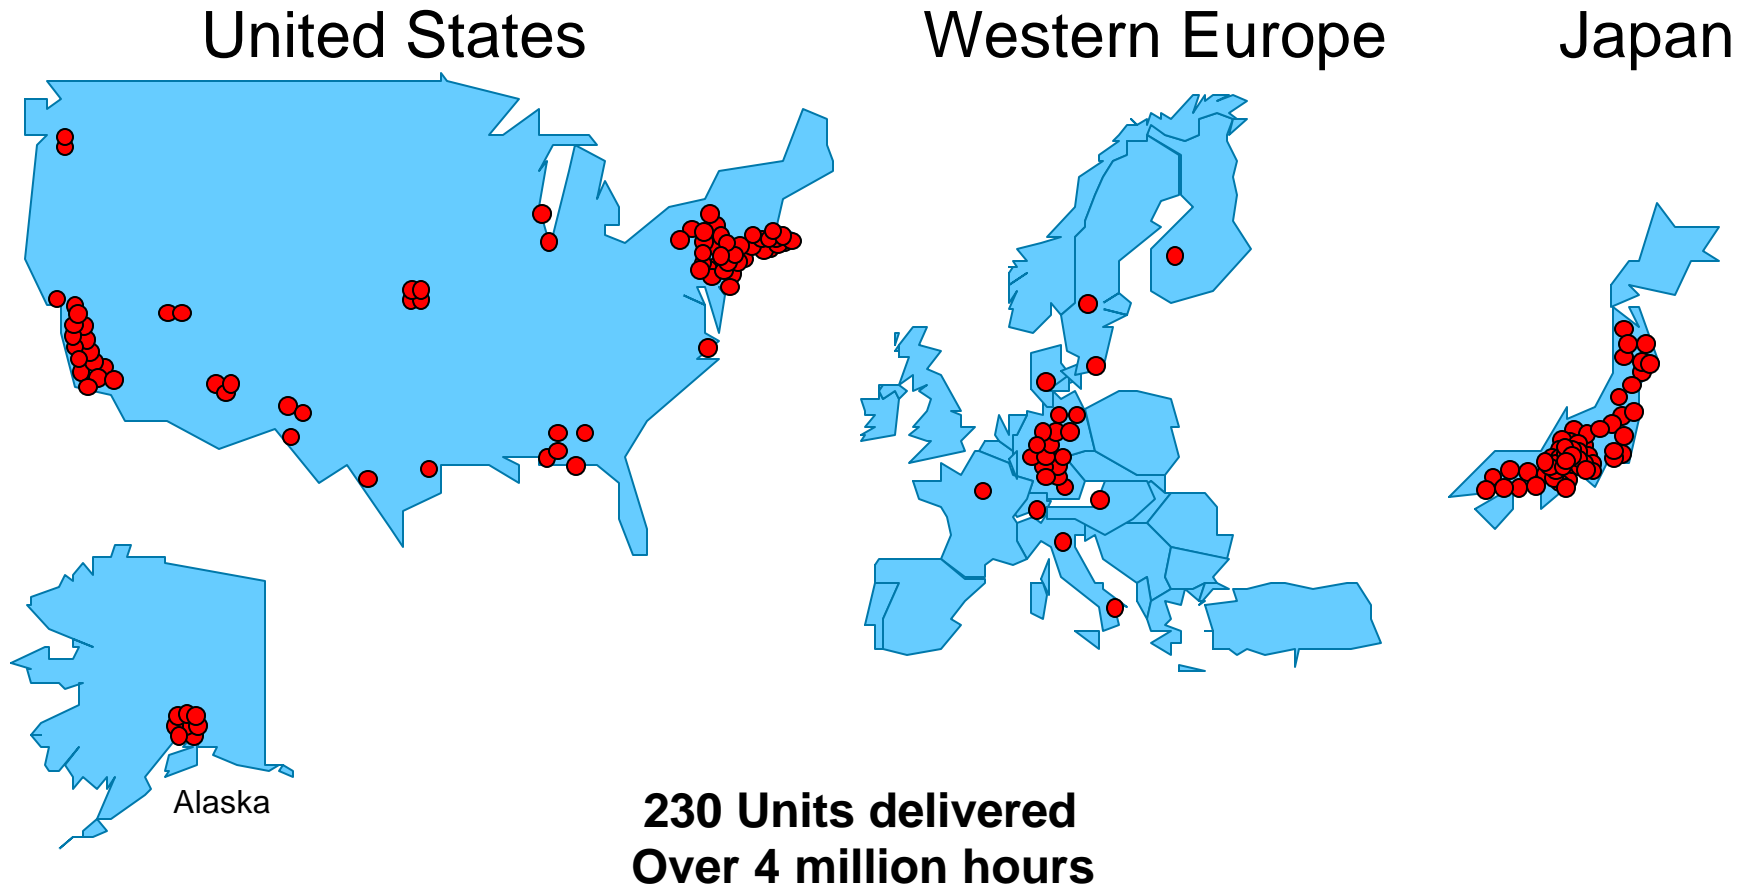 United States
Western Europe
Japan
Alaska
230 Units delivered
Over 4 million hours